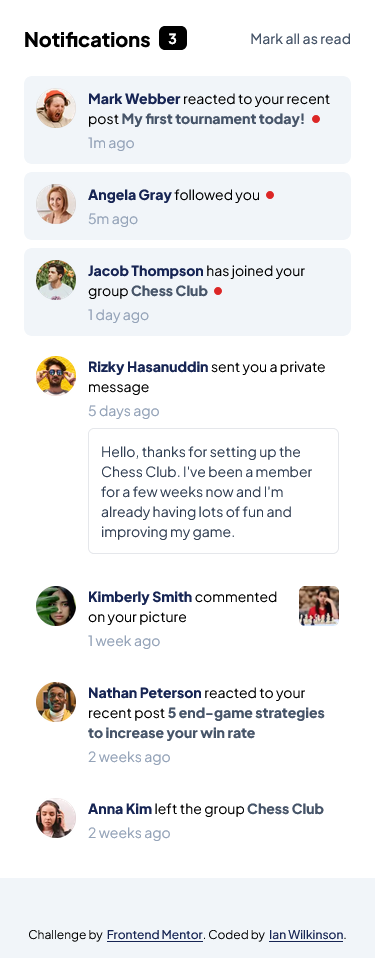 Notifications 3 Mark all as read
Mark Webber reacted to your recent
post My first tournament today!
1m ago
Angela Gray followed you
5m ago
Jacob Thompson has joined your
group Chess Club
1 day ago
Rizky Hasanuddin sent you a private
message
5 days ago
Hello, thanks for setting up the
Chess Club. I've been a member
for a few weeks now and I'm
already having lots of fun and
improving my game.
Kimberly Smith commented
on your picture
1 week ago
Nathan Peterson reacted to your
recent post 5 end-game strategies
to increase your win rate
2 weeks ago
Anna Kim left the group Chess Club
2 weeks ago
Challenge by Frontend Mentor. Coded by Ian Wilkinson.